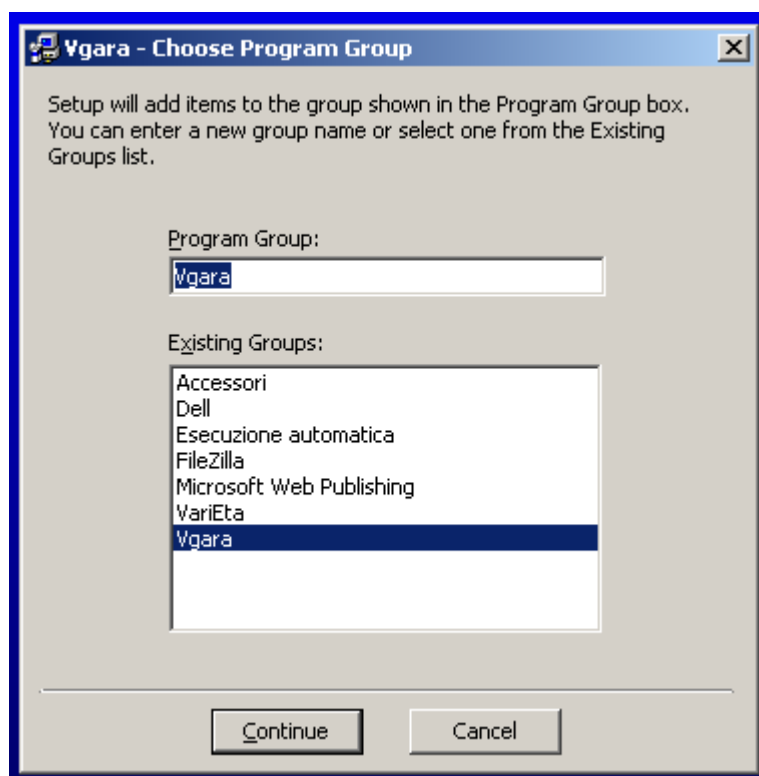 Vgara - Choose Program Group
Setup will add items to the group shown in the Program Group box.
You can enter a new group name or select one from the Existing
Groups list.
Program Group:
Vgara
Existing Groups:
Accessori
Dell
Esecuzione automatica
FileZilla
Microsoft Web Publishing
VariEta
Vgara
Continue
Cancel